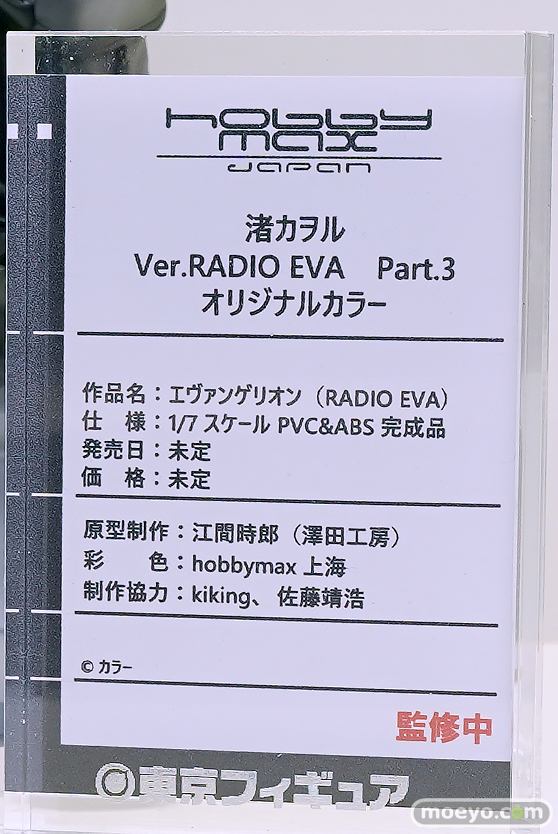 hobby
max
JAPAN
渚カヲル
Ver.RADIO EVA Part.3
オリジナルカラー
作品名：エヴァンゲリオン（RADIO EVA）
仕 様：1/7 スケール PVC&ABS 完成品
発売日：未定
価 格：未定
原型制作：江間時郎（澤田工房）
彩 色：hobbymax 上海
制作協力：kiking、佐藤靖浩
© カラー
監修中
東京フィギュア
moeyo.com